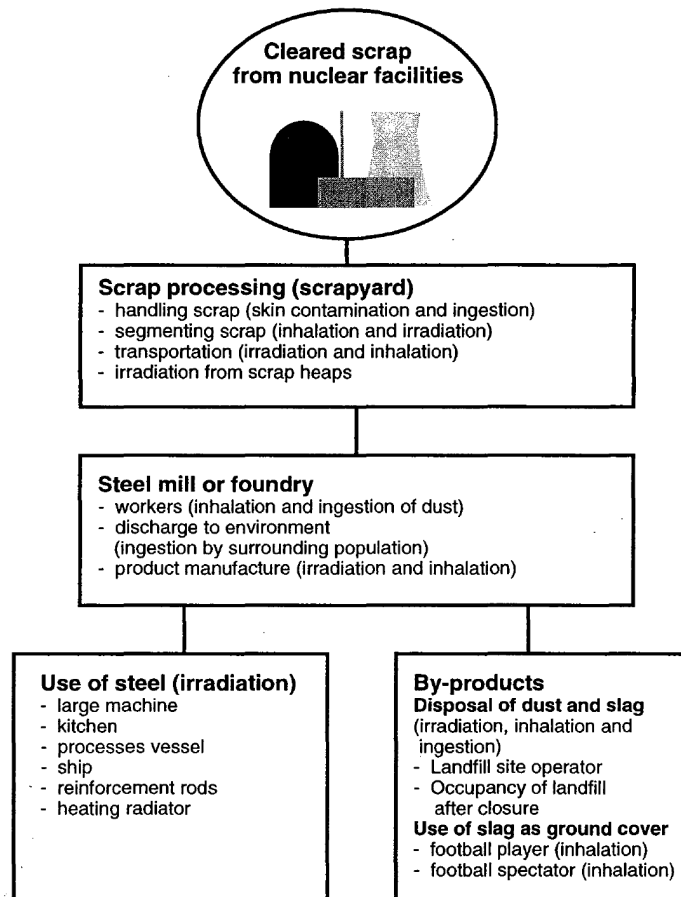 Cleared scrap
from nuclear facilities
Scrap processing (scrapyard)
- handling scrap (skin contamination and ingestion)
- segmenting scrap (inhalation and irradiation)
- transportation (irradiation and inhalation)
- irradiation from scrap heaps
Steel mill or foundry
- workers (inhalation and ingestion of dust)
- discharge to environment
(ingestion by surrounding population)
- product manufacture (irradiation and inhalation)
Use of steel (irradiation)
- large machine
- kitchen
- processes vessel
- ship
- reinforcement rods
- heating radiator
By-products
Disposal of dust and slag
(irradiation, inhalation and
ingestion)
- Landfill site operator
- Occupancy of landfill
after closure
Use of slag as ground cover
- football player (inhalation)
- football spectator (inhalation)